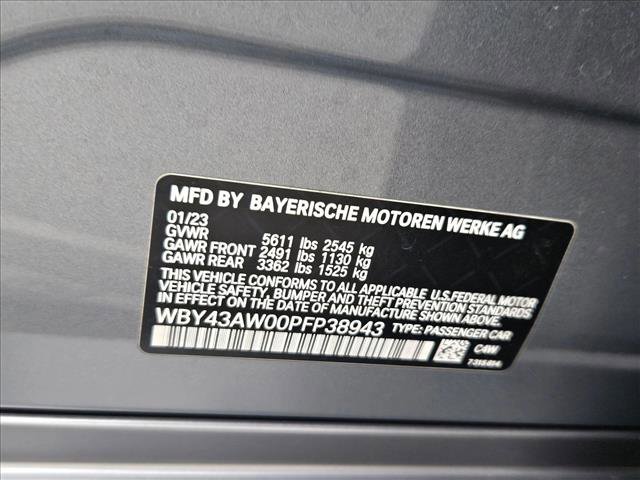 MFD BY BAYERISCHE MOTOREN WERKE AG
01/23
GVWR 5611 lbs 2545 kg
GAWR FRONT 2491 lbs 1130 kg
GAWR REAR 3362 lbs 1525 kg
THIS VEHICLE CONFORMS TO ALL APPLICABLE U.S.FEDERAL MOTOR
VEHICLE SAFETY, BUMPER AND THEFT PREVENTION STANDARDS
IN EFFECT ON THE DATE OF MANUFACTURE SHOWN ABOVE.
WBY43AW00PFP38943 TYPE: PASSENGER CAR
C4W